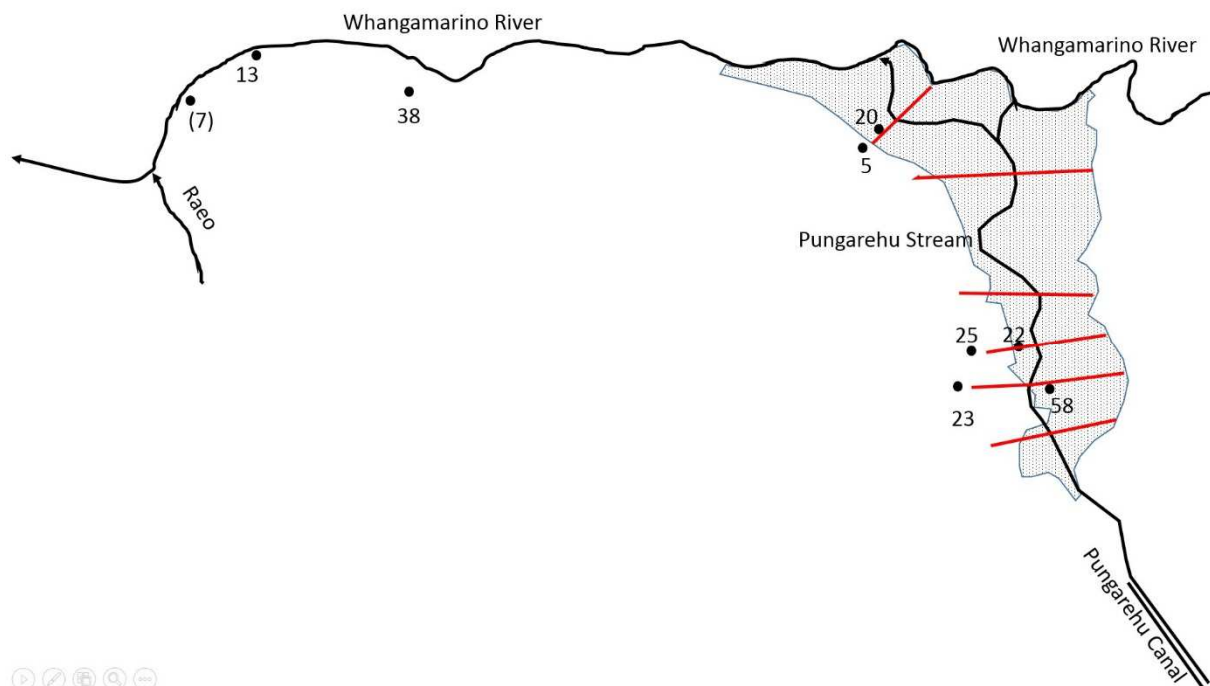 Whangamarino River
Whangamarino River
13
(7)
38
20
5
Raeo
Pungarehu Stream
25
22
23
58
Pungarehu Canal